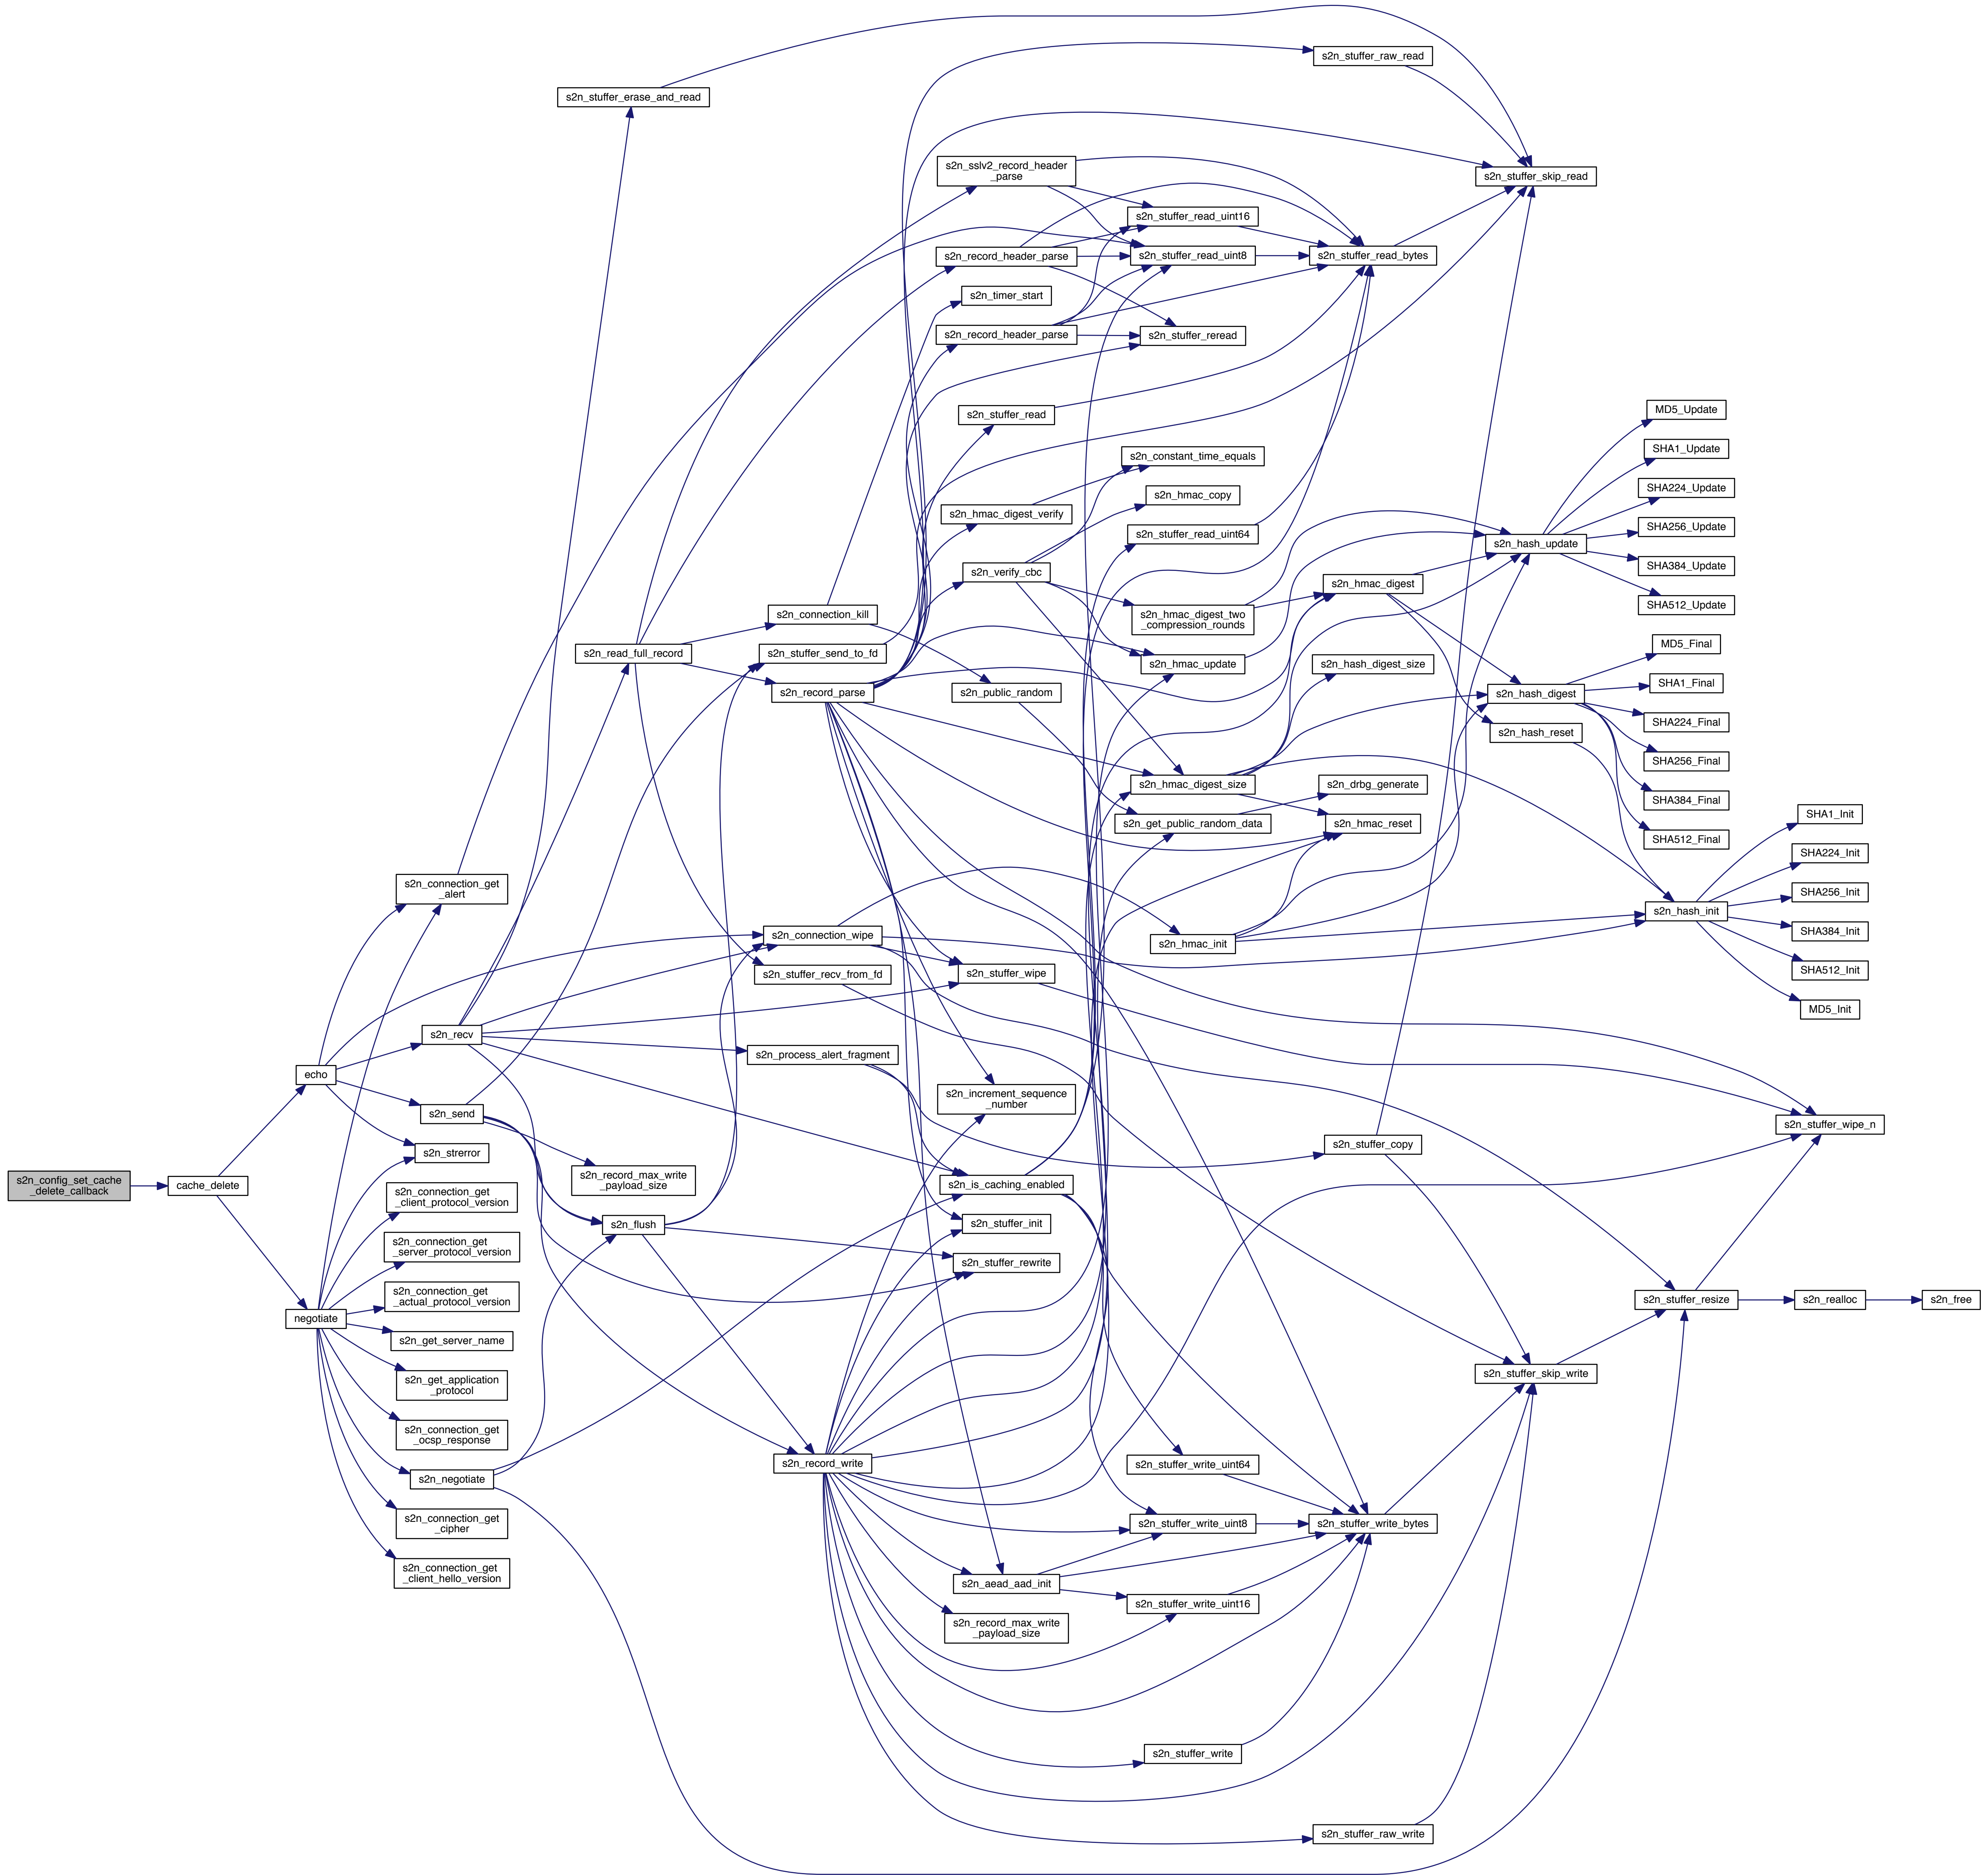 s2n_config_set_cache
_delete_callback
cache_delete
echo
negotiate
s2n_connection_get
_alert
s2n_recv
s2n_send
s2n_strerror
s2n_connection_get
_client_protocol_version
s2n_connection_get
_server_protocol_version
s2n_connection_get
_actual_protocol_version
s2n_get_server_name
s2n_get_application
_protocol
s2n_connection_get
_ocsp_response
s2n_negotiate
s2n_connection_get
_cipher
s2n_connection_get
_client_hello_version
s2n_stuffer_erase_and_read
s2n_read_full_record
s2n_record_max_write
_payload_size
s2n_flush
s2n_connection_kill
s2n_stuffer_send_to_fd
s2n_record_parse
s2n_connection_wipe
s2n_stuffer_recv_from_fd
s2n_process_alert_fragment
s2n_record_write
s2n_sslv2_record_header
_parse
s2n_record_header_parse
s2n_timer_start
s2n_record_header_parse
s2n_stuffer_read
s2n_hmac_digest_verify
s2n_verify_cbc
s2n_public_random
s2n_stuffer_wipe
s2n_increment_sequence
_number
s2n_is_caching_enabled
s2n_stuffer_init
s2n_stuffer_rewrite
s2n_aead_aad_init
s2n_record_max_write
_payload_size
s2n_stuffer_read_uint16
s2n_stuffer_read_uint8
s2n_stuffer_reread
s2n_constant_time_equals
s2n_hmac_copy
s2n_stuffer_read_uint64
s2n_hmac_digest_two
_compression_rounds
s2n_hmac_update
s2n_hmac_digest_size
s2n_get_public_random_data
s2n_hmac_init
s2n_stuffer_write_uint64
s2n_stuffer_write_uint8
s2n_stuffer_write_uint16
s2n_stuffer_write
s2n_stuffer_raw_read
s2n_stuffer_read_bytes
s2n_hmac_digest
s2n_hash_digest_size
s2n_drbg_generate
s2n_hmac_reset
s2n_stuffer_copy
s2n_stuffer_write_bytes
s2n_stuffer_raw_write
s2n_stuffer_skip_read
s2n_hash_update
s2n_hash_digest
s2n_hash_reset
s2n_stuffer_skip_write
MD5_Update
SHA1_Update
SHA224_Update
SHA256_Update
SHA384_Update
SHA512_Update
MD5_Final
SHA1_Final
SHA224_Final
SHA256_Final
SHA384_Final
SHA512_Final
s2n_hash_init
s2n_stuffer_resize
SHA1_Init
SHA224_Init
SHA256_Init
SHA384_Init
SHA512_Init
MD5_Init
s2n_stuffer_wipe_n
s2n_realloc
s2n_free